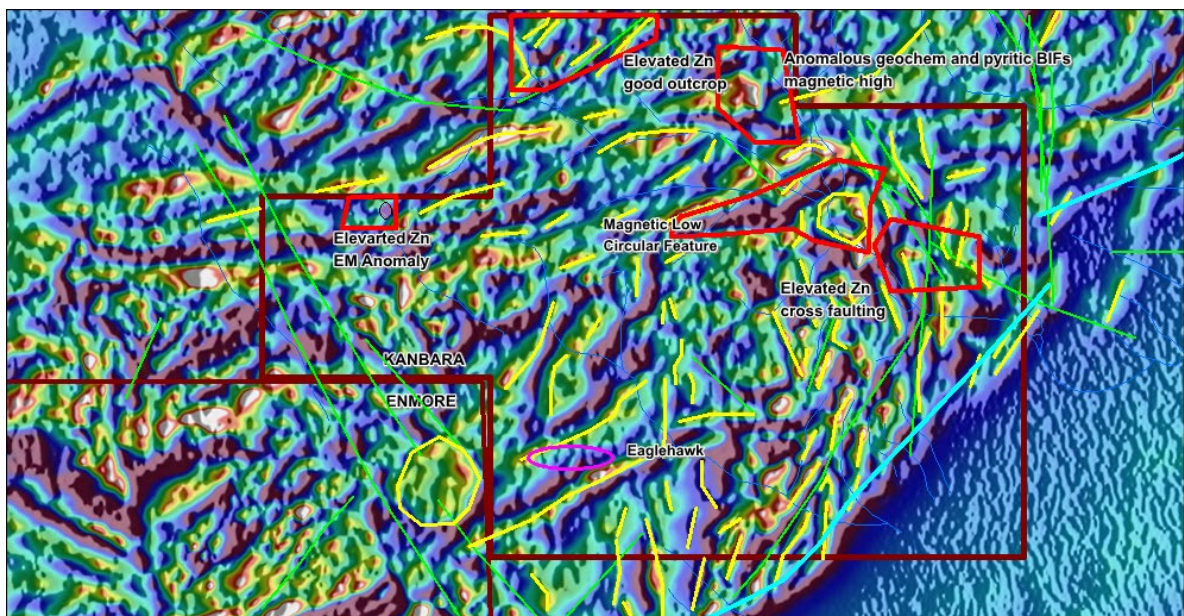 Elevated Zn
good outcrop
Anomalous geochem and pyritic BIFs
magnetic high
Elevarted Zn
EM Anomaly
Magnetic Low
Circular Feature
Elevated Zn
cross faulting
KANBARA
ENMORE
Eaglehawk